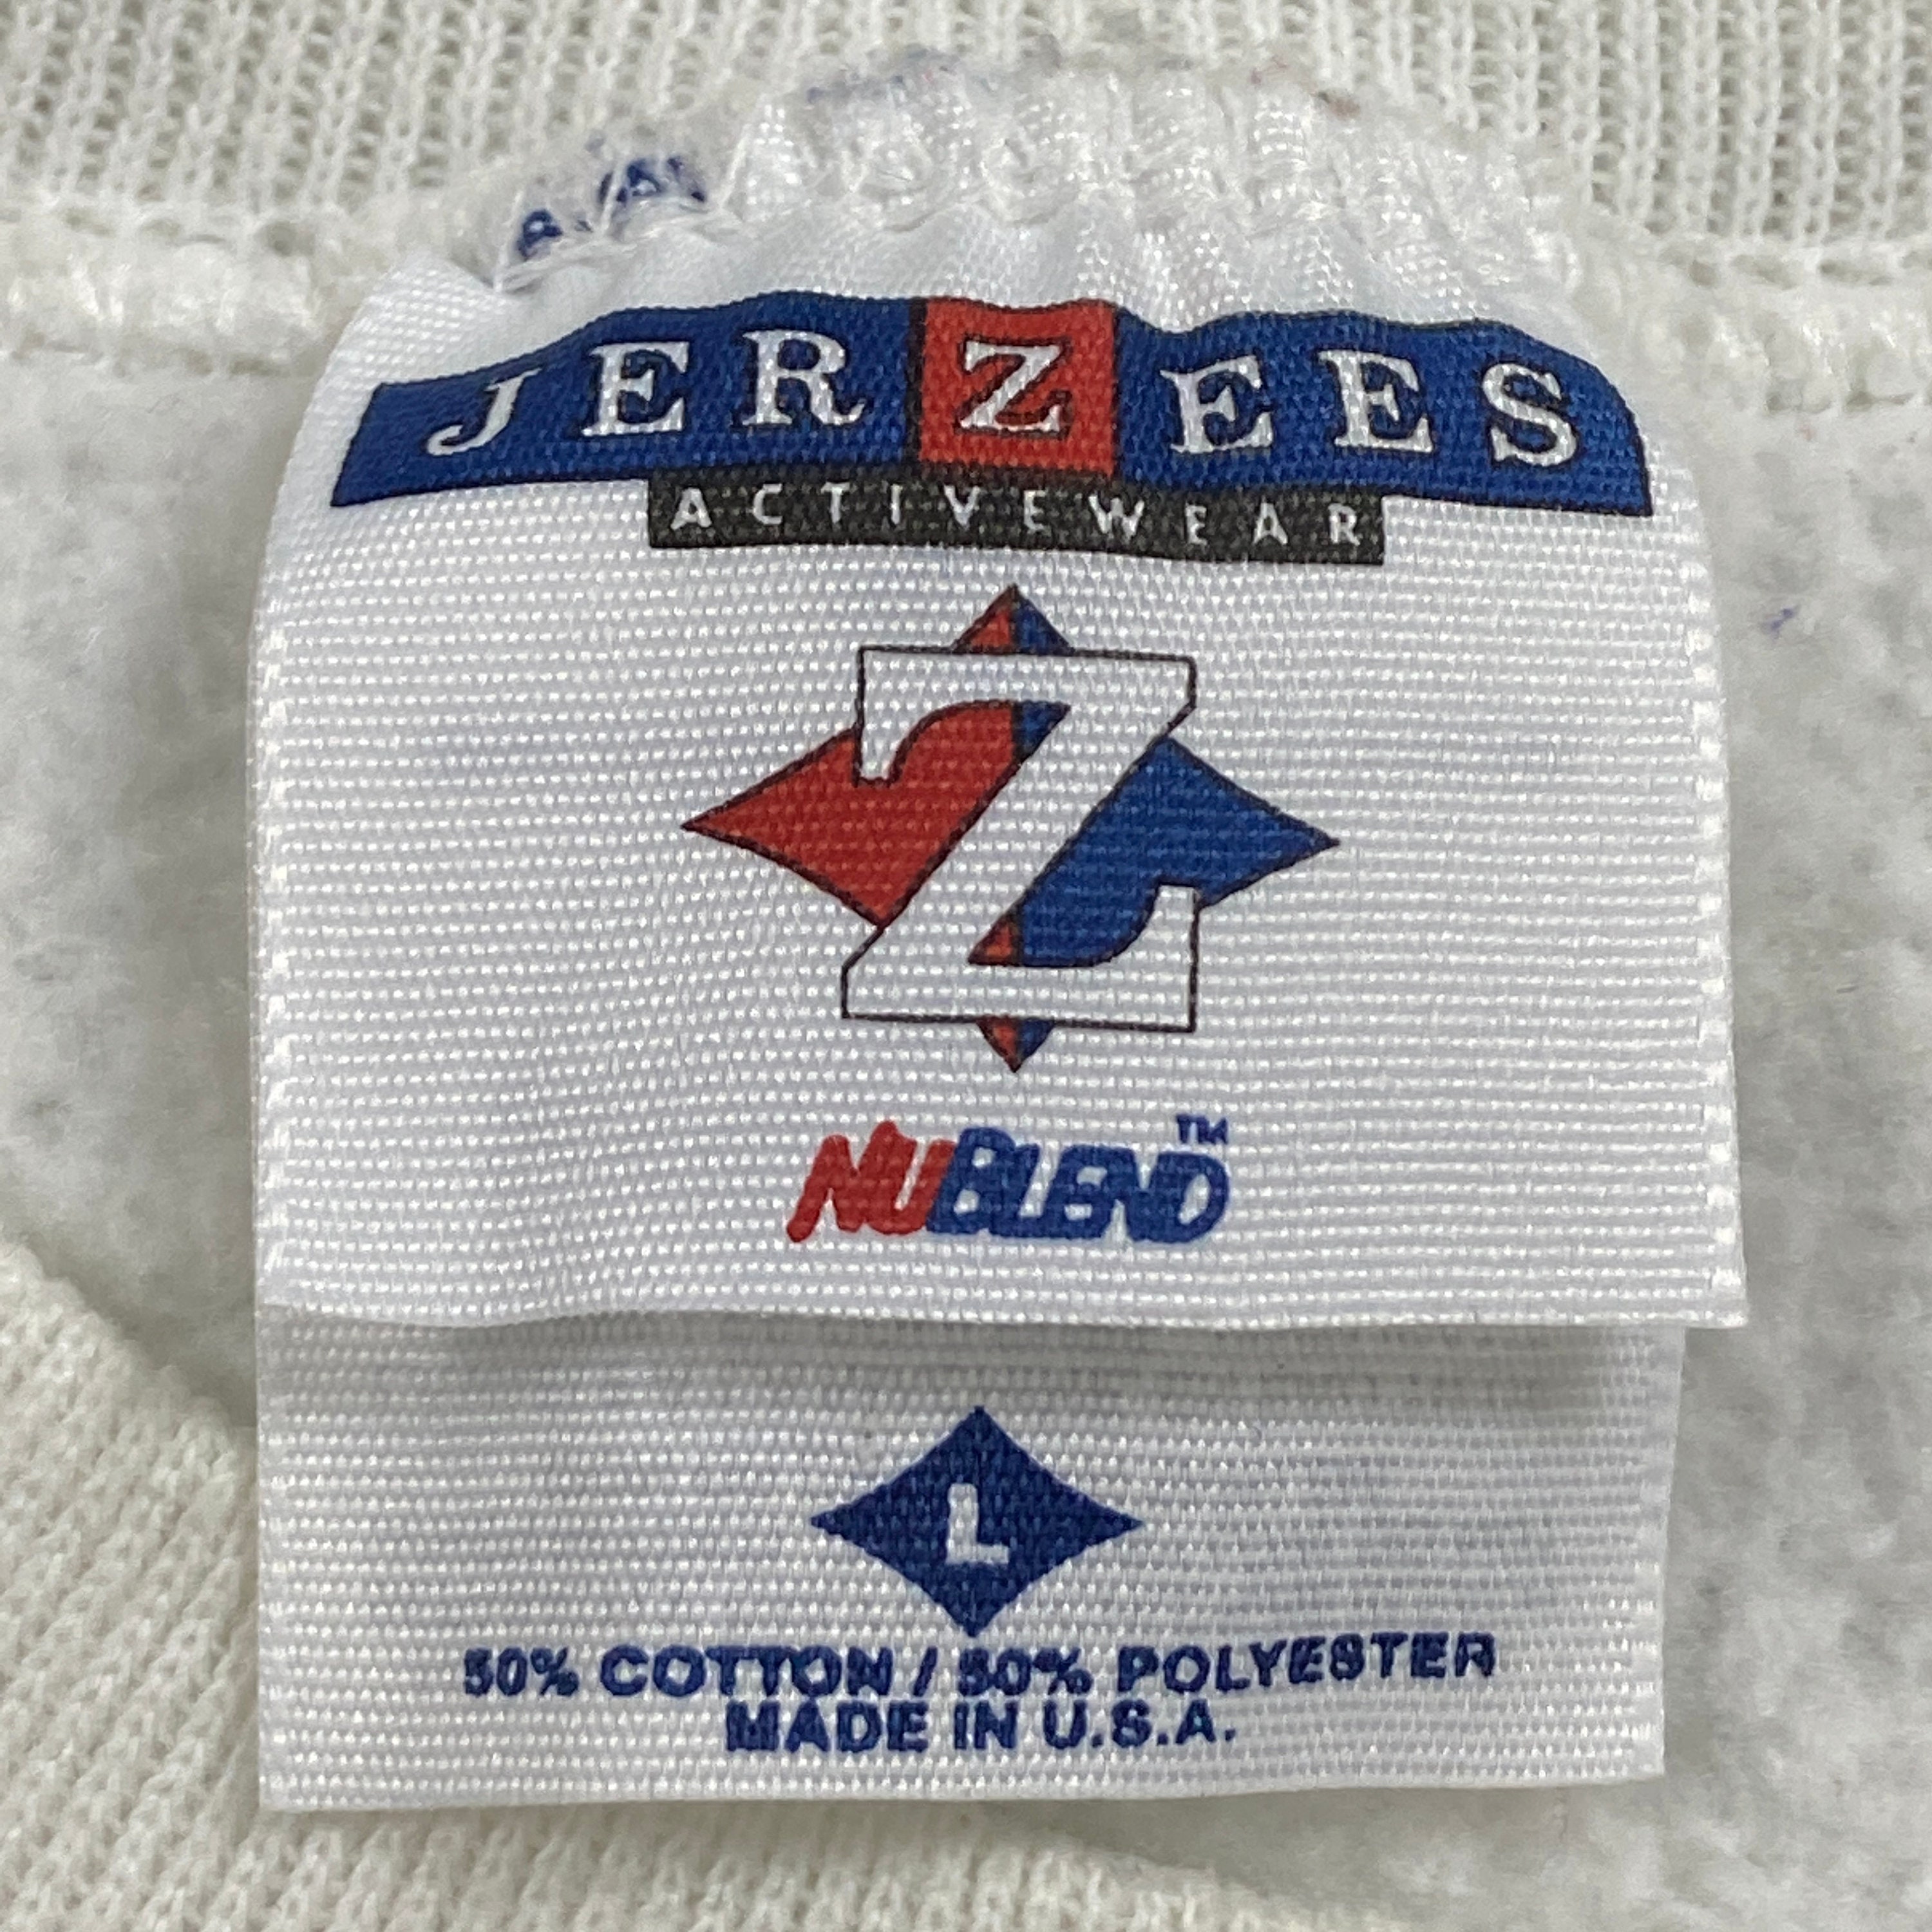 JERZEES
ACTIVEWEAR
Z
NUBLEND™
L
50% COTTON / 50% POLYESTER
MADE IN U.S.A.